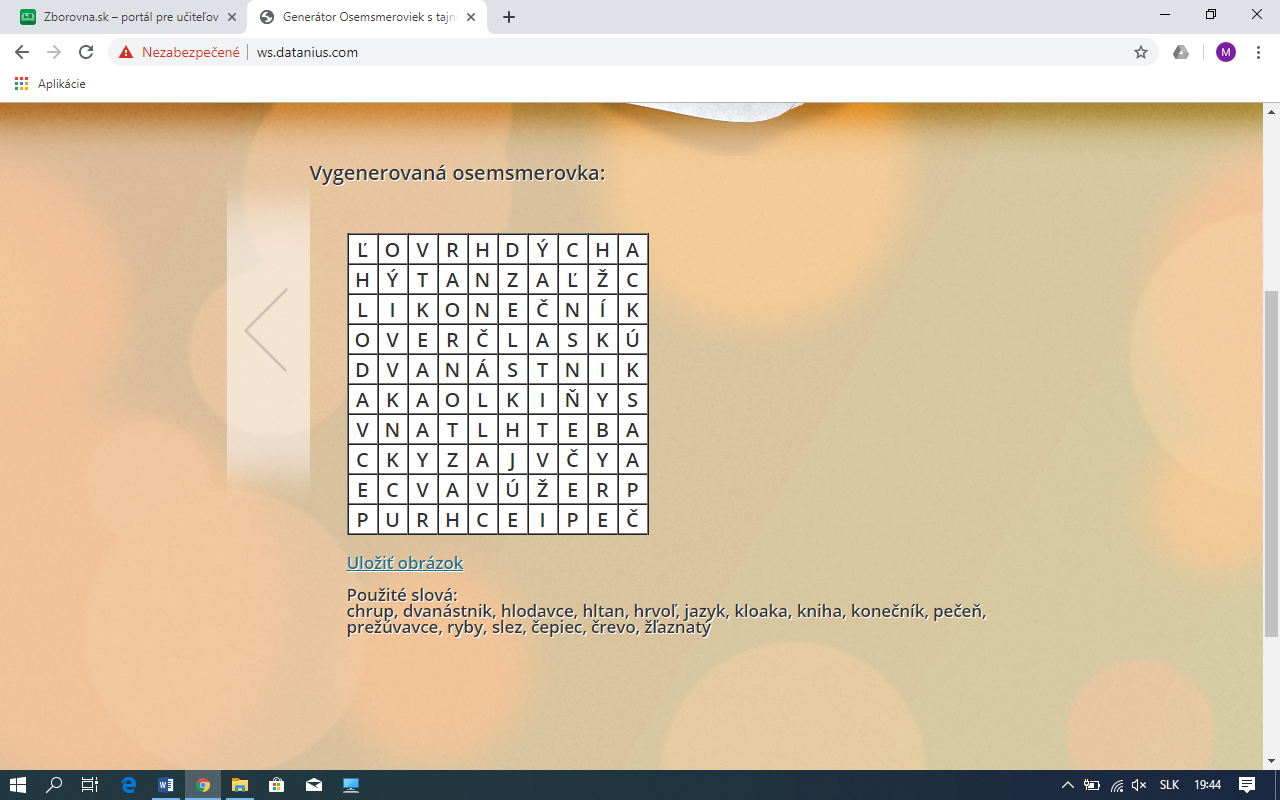 Zborovna.sk – portál pre učiteľov
Generátor Osemsmeroviek s tajn
Nezabezpečené
ws.datanius.com
M
Aplikácie
Vygenerovaná osemsmerovka:
Ľ O V R H D Ý C H A
H Ý T A N Z A Ľ Ž C
L I K O N E Č N Í K
O V E R Č L A S K Ú
D V A N Á S T N I K
A K A O L K I Ň Y S
V N A T L H T E B A
C K Y Z A J V Č Y A
E C V A V Ú Ž E R P
P U R H C E I P E Č
Uložiť obrázok
Použité slová:
chrup, dvanástnik, hlodavce, hltan, hrvoľ, jazyk, kloaka, kniha, konečník, pečeň,
prežúvavce, ryby, slez, čepiec, črevo, žľaznatý
SLK
19:44